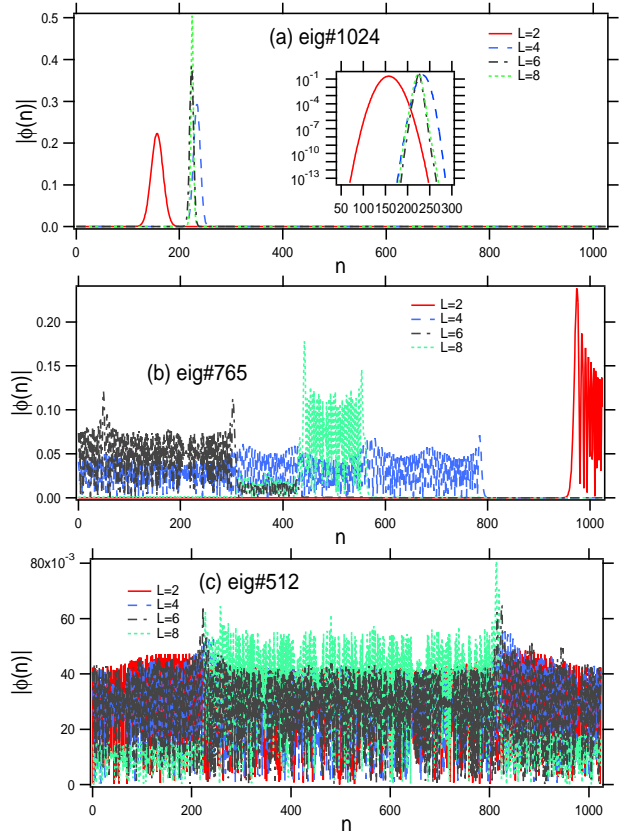 0.5
0.4
0.3
0.2
0.1
0.0
|ϕ(n)|
(a) eig#1024
L=2
L=4
L=6
L=8
10⁻¹
10⁻⁴
10⁻⁷
10⁻¹⁰
10⁻¹³
50 100 150 200 250 300
0 200 400 600 800 1000
n
0.20
0.15
0.10
0.05
0.00
|ϕ(n)|
(b) eig#765
L=2
L=4
L=6
L=8
0 200 400 600 800 1000
n
80x10⁻³
60
40
20
0
|ϕ(n)|
(c) eig#512
L=2
L=4
L=6
L=8
0 200 400 600 800 1000
n